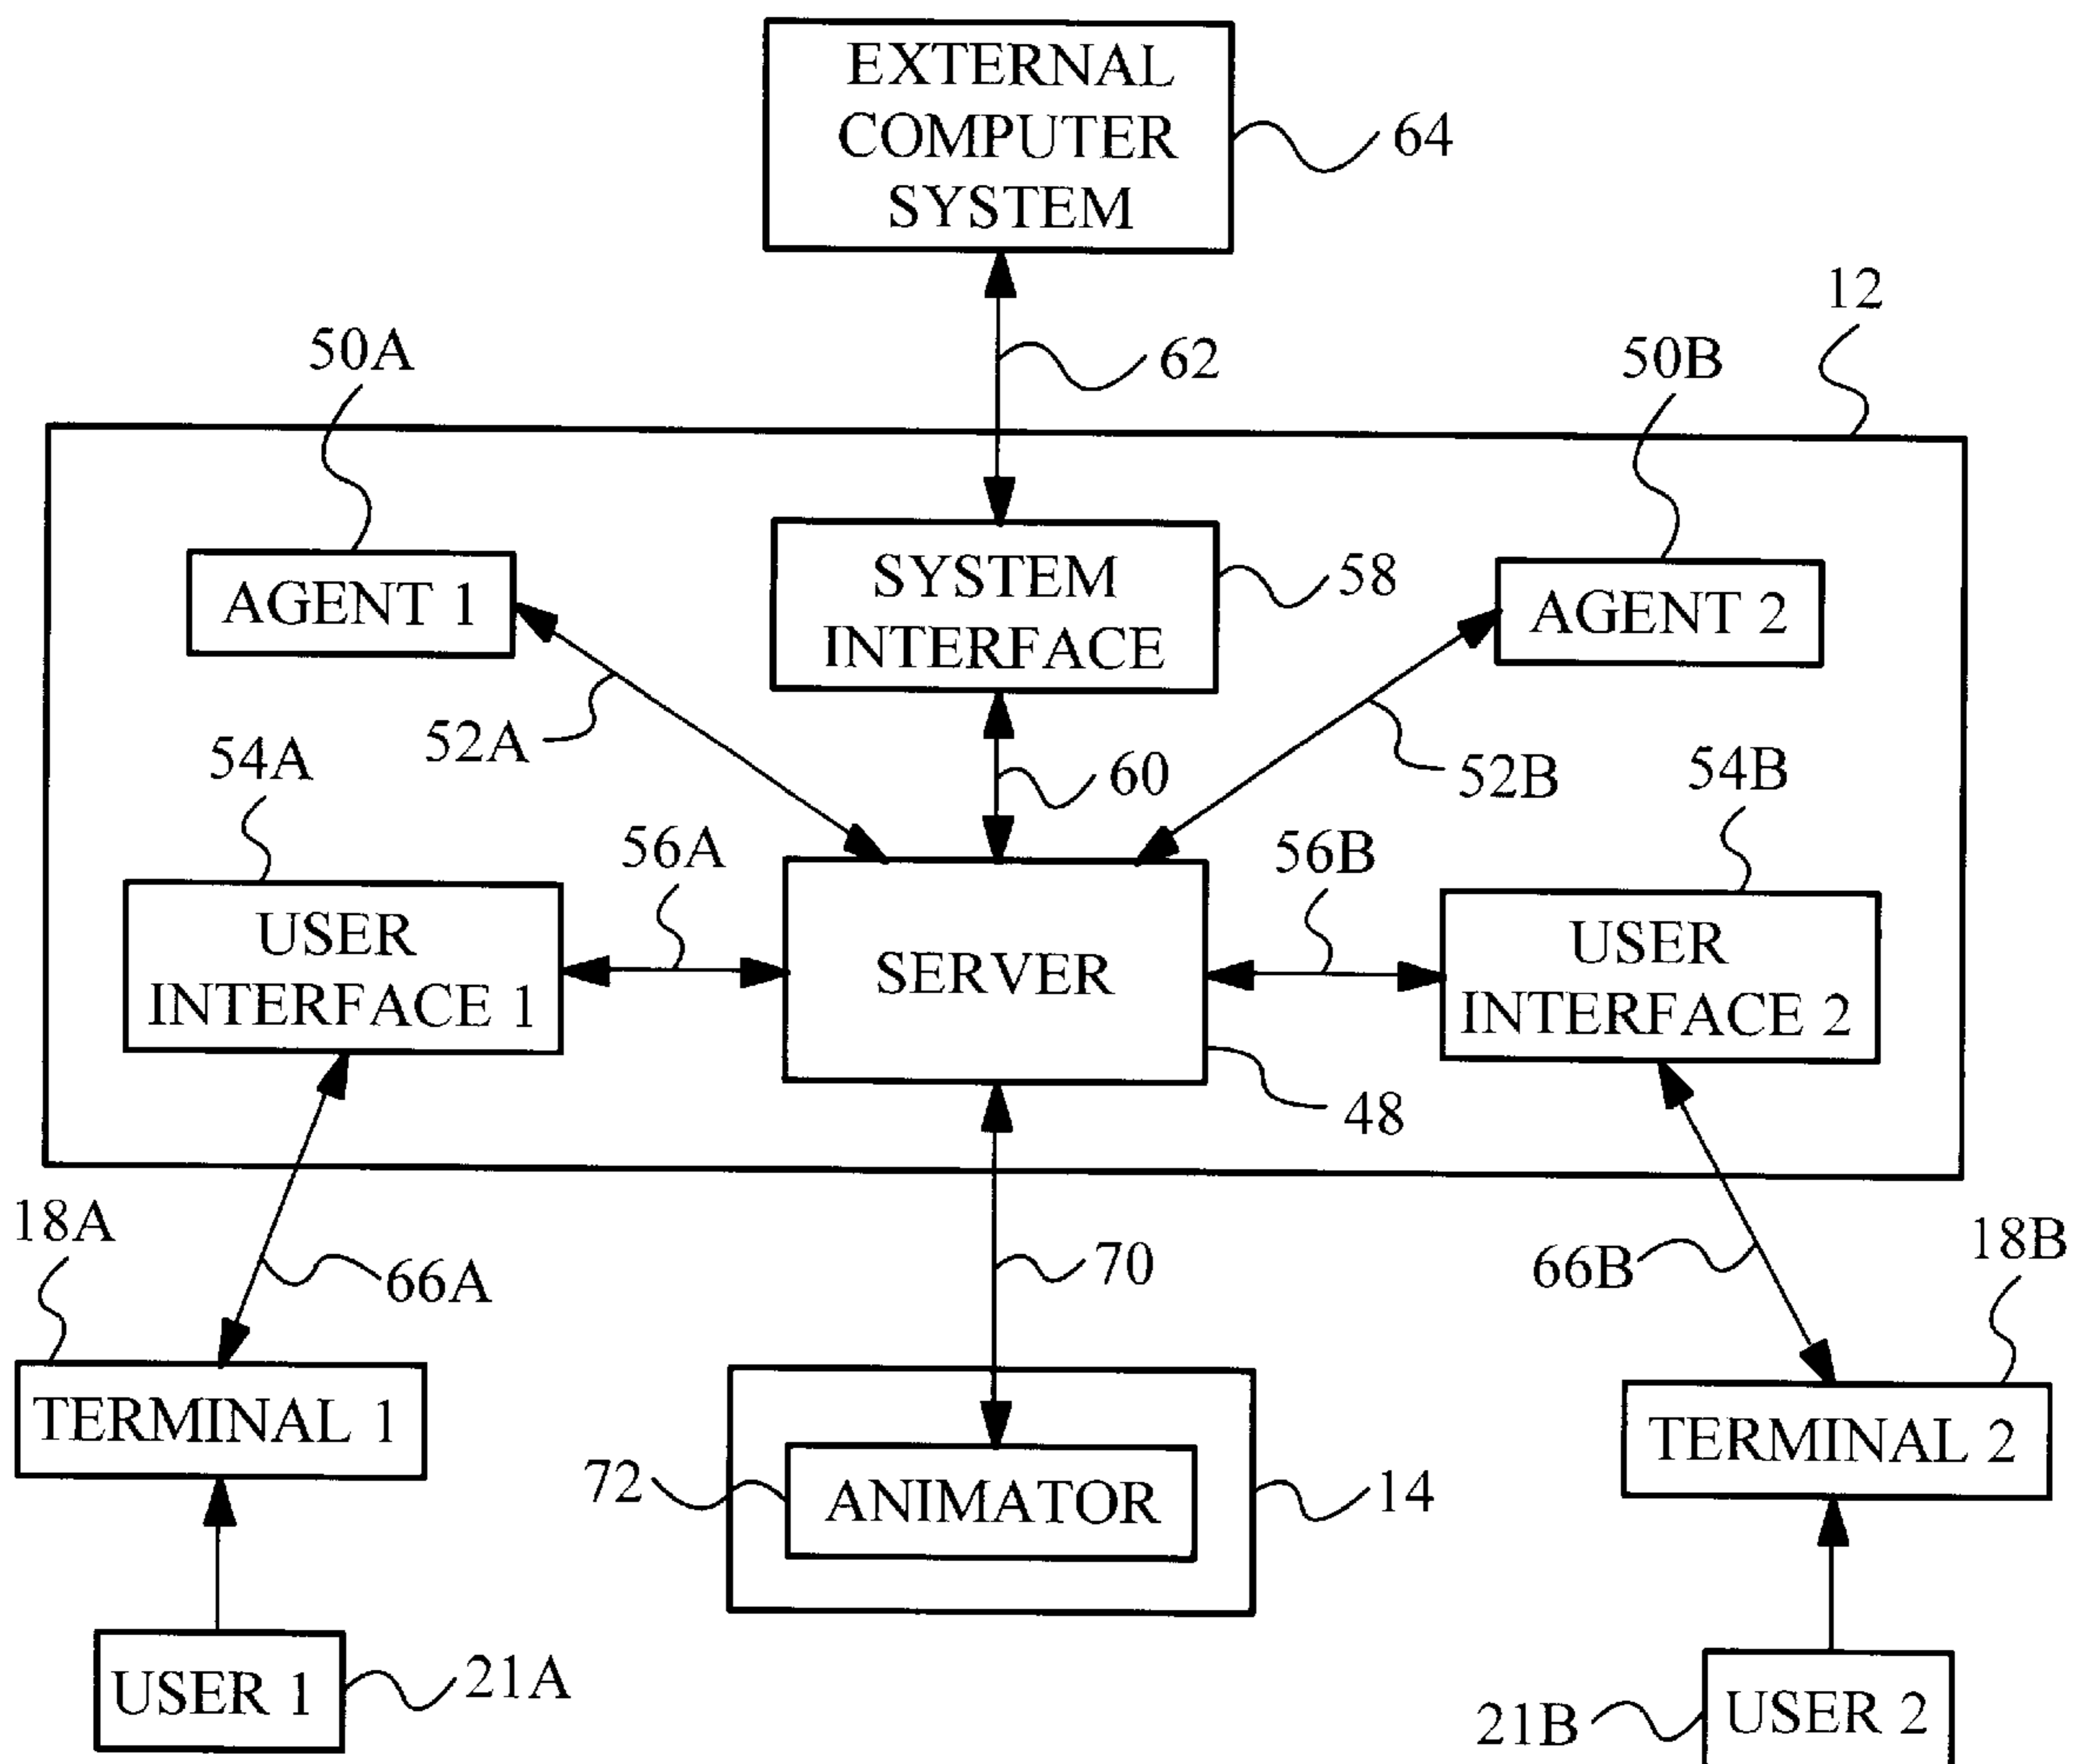 EXTERNAL
COMPUTER
SYSTEM
64
12
62
50A
50B
SYSTEM
INTERFACE
58
AGENT 1
AGENT 2
52A
60
52B
54A
54B
56A
56B
USER
INTERFACE 1
SERVER
USER
INTERFACE 2
48
18A
66A
70
66B
18B
TERMINAL 1
TERMINAL 2
72
ANIMATOR
14
USER 1
21A
21B
USER 2